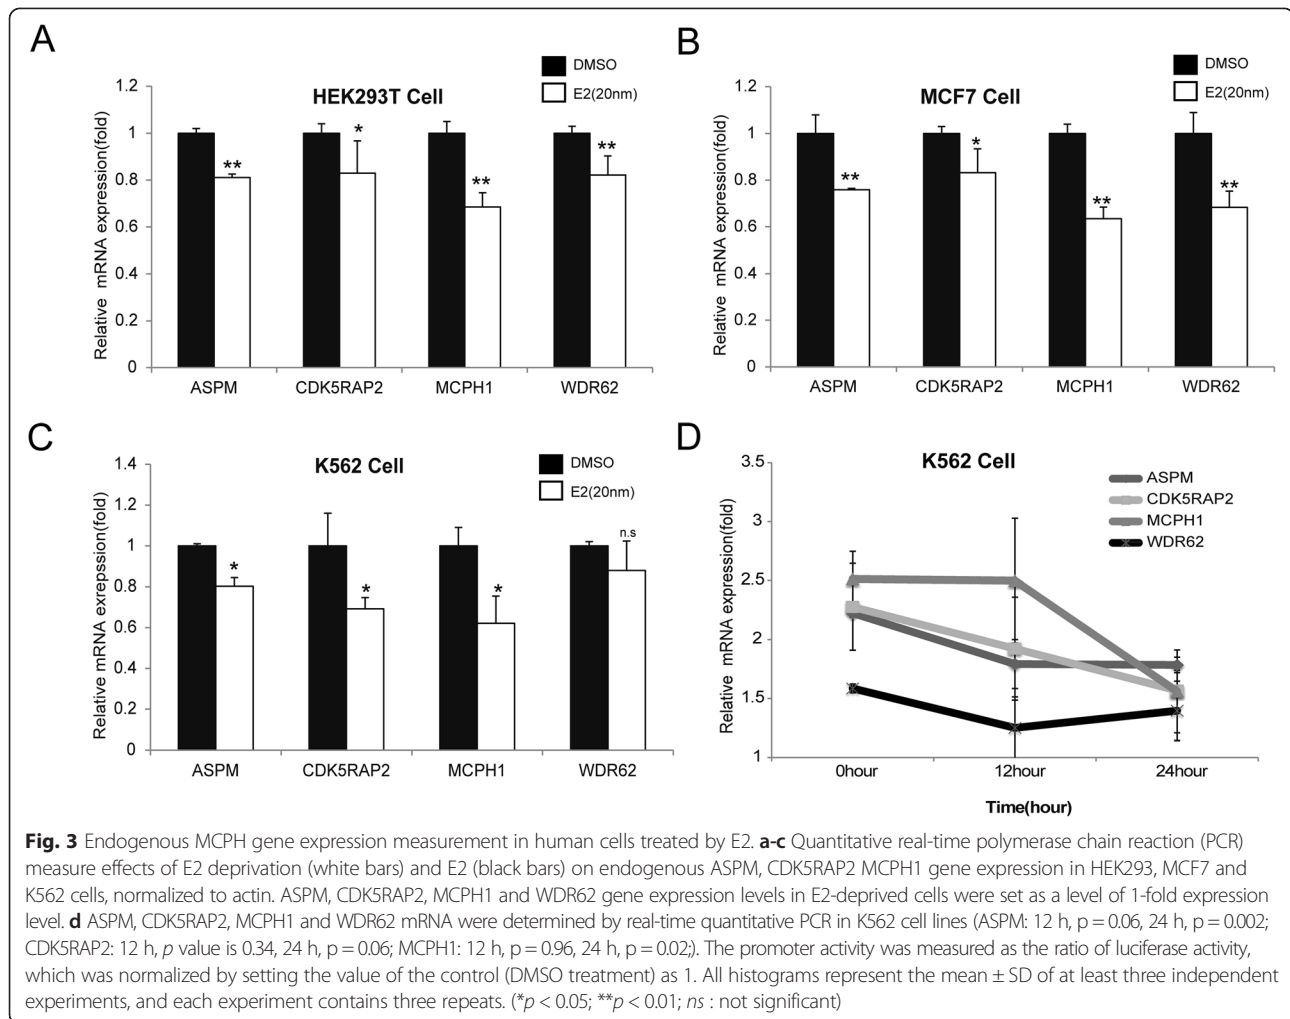 A
DMSO
E2(20nm)
HEK293T Cell
Relative mRNA expression(fold)
1.2
1
0.8
0.6
0.4
0.2
0
**
*
**
**
ASPM CDK5RAP2 MCPH1 WDR62
B
DMSO
E2(20nm)
MCF7 Cell
Relative mRNA expression(fold)
1.2
1
0.8
0.6
0.4
0.2
0
**
*
**
**
ASPM CDK5RAP2 MCPH1 WDR62
C
K562 Cell
DMSO
E2(20nm)
Relative mRNA exrepssion(fold)
1.4
1.2
1
0.8
0.6
0.4
0.2
0
*
*
*
n.s
ASPM CDK5RAP2 MCPH1 WDR62
D
K562 Cell
ASPM
CDK5RAP2
MCPH1
WDR62
Relative mRNA expression(fold)
3.5
3
2.5
2
1.5
1
0hour 12hour 24hour
Time(hour)
Fig. 3 Endogenous MCPH gene expression measurement in human cells treated by E2. a-c Quantitative real-time polymerase chain reaction (PCR)
measure effects of E2 deprivation (white bars) and E2 (black bars) on endogenous ASPM, CDK5RAP2 MCPH1 gene expression in HEK293, MCF7 and
K562 cells, normalized to actin. ASPM, CDK5RAP2, MCPH1 and WDR62 gene expression levels in E2-deprived cells were set as a level of 1-fold expression
level. d ASPM, CDK5RAP2, MCPH1 and WDR62 mRNA were determined by real-time quantitative PCR in K562 cell lines (ASPM: 12 h, p = 0.06, 24 h, p = 0.002;
CDK5RAP2: 12 h, p value is 0.34, 24 h, p = 0.06; MCPH1: 12 h, p = 0.96, 24 h, p = 0.02;). The promoter activity was measured as the ratio of luciferase activity,
which was normalized by setting the value of the control (DMSO treatment) as 1. All histograms represent the mean ± SD of at least three independent
experiments, and each experiment contains three repeats. (*p < 0.05; **p < 0.01; ns : not significant)